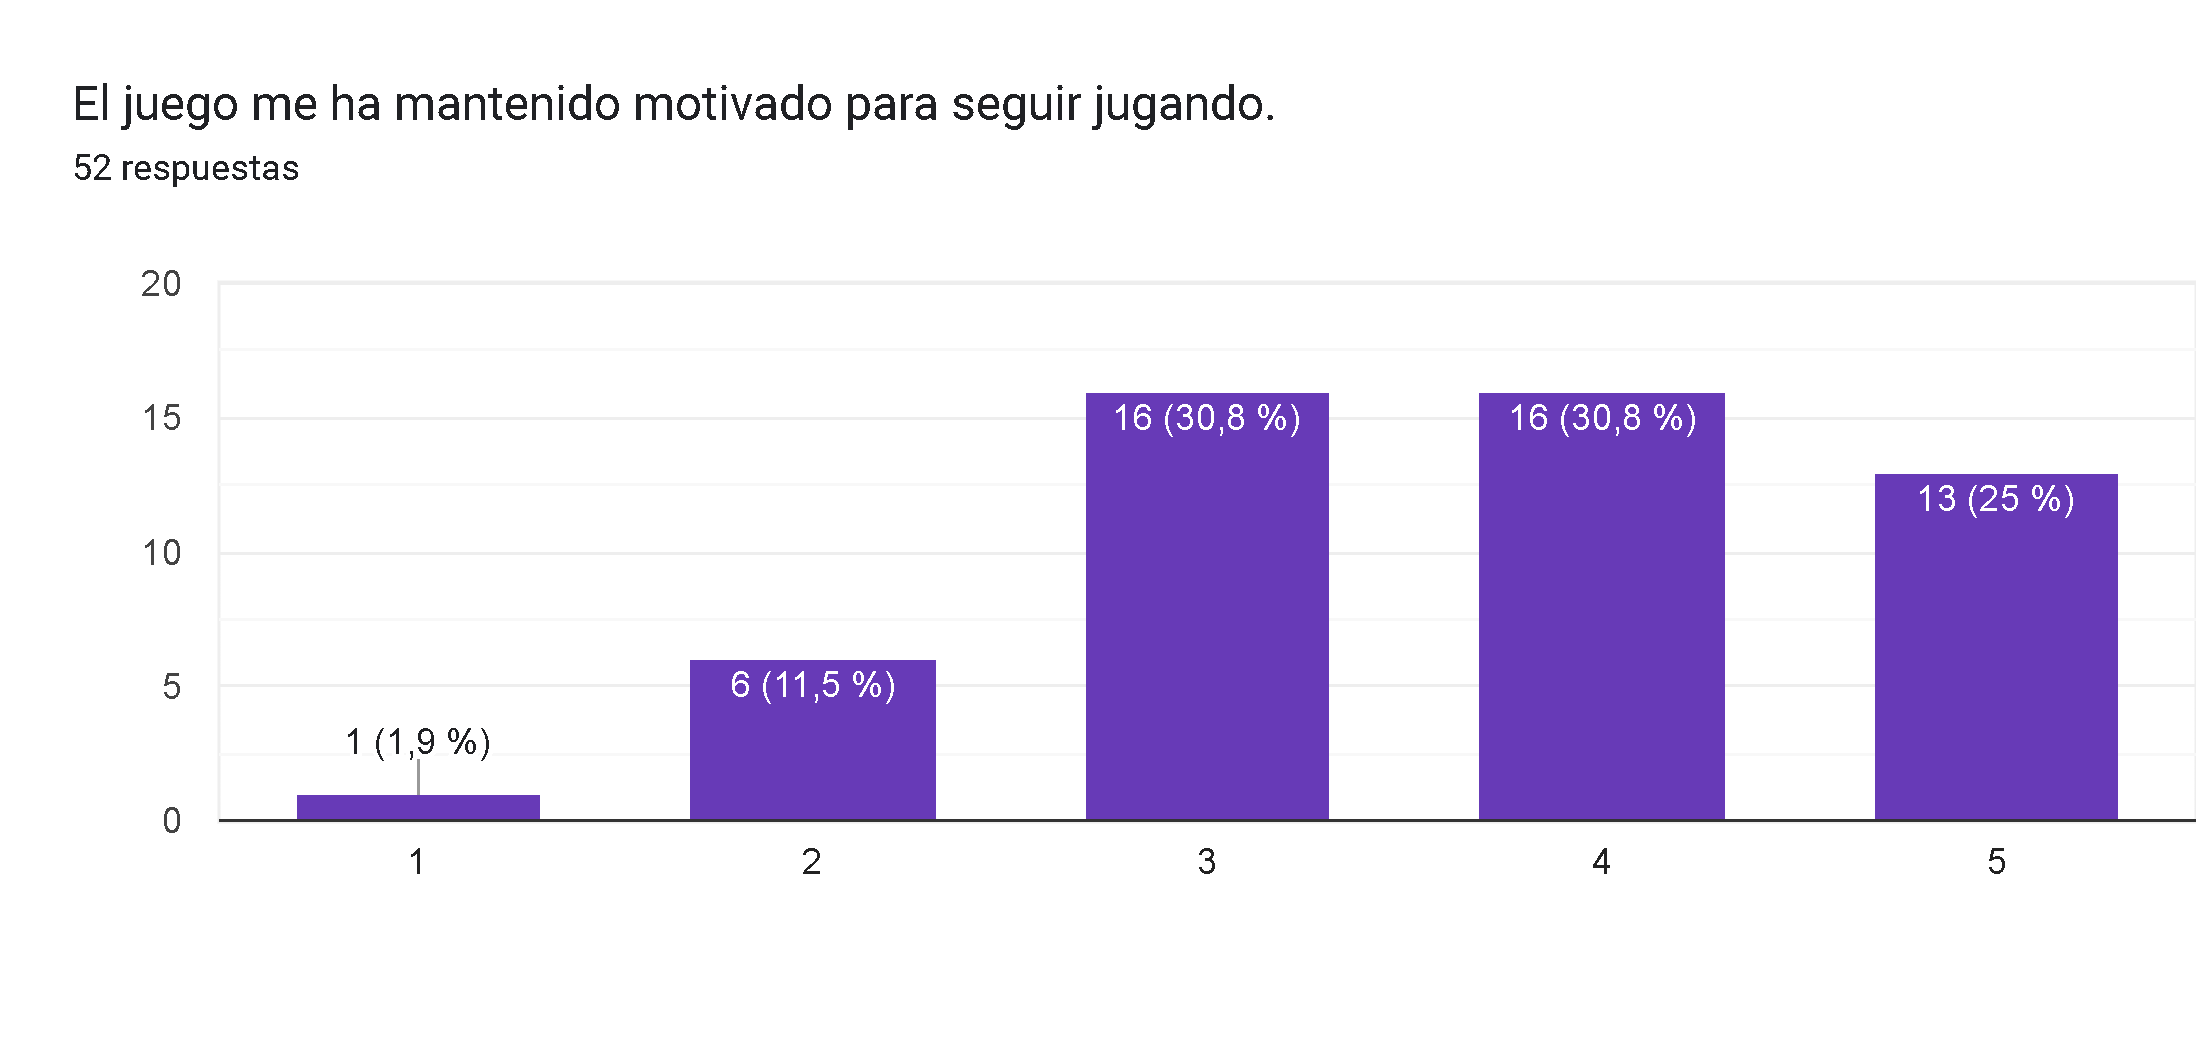 El juego me ha mantenido motivado para seguir jugando.
52 respuestas
20
15
10
5
0
1 (1,9 %)
6 (11,5 %)
16 (30,8 %)
16 (30,8 %)
13 (25 %)
1
2
3
4
5